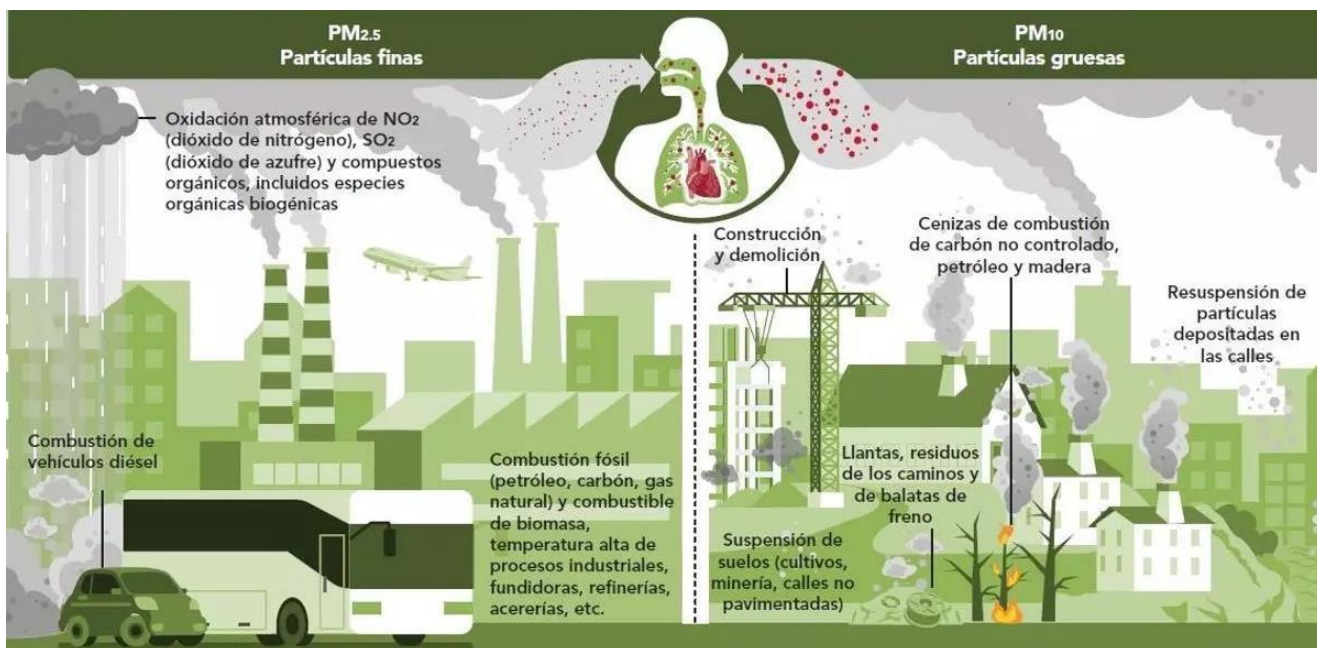 PM2.5
Partículas finas
PM10
Partículas gruesas
Oxidación atmosférica de NO2
(dióxido de nitrógeno), SO2
(dióxido de azufre) y compuestos
orgánicos, incluidos especies
orgánicas biogénicas
Combustión de
vehículos diésel
Combustión fósil
(petróleo, carbón, gas
natural) y combustible
de biomasa,
temperatura alta de
procesos industriales,
fundidoras, refinerías,
acererías, etc.
Construcción
y demolición
Cenizas de combustión
de carbón no controlado,
petróleo y madera
Resuspensión de
partículas
depositadas en
las calles
Llantas, residuos
de los caminos y
de balatas de
freno
Suspensión de
suelos (cultivos,
minería, calles no
pavimentadas)